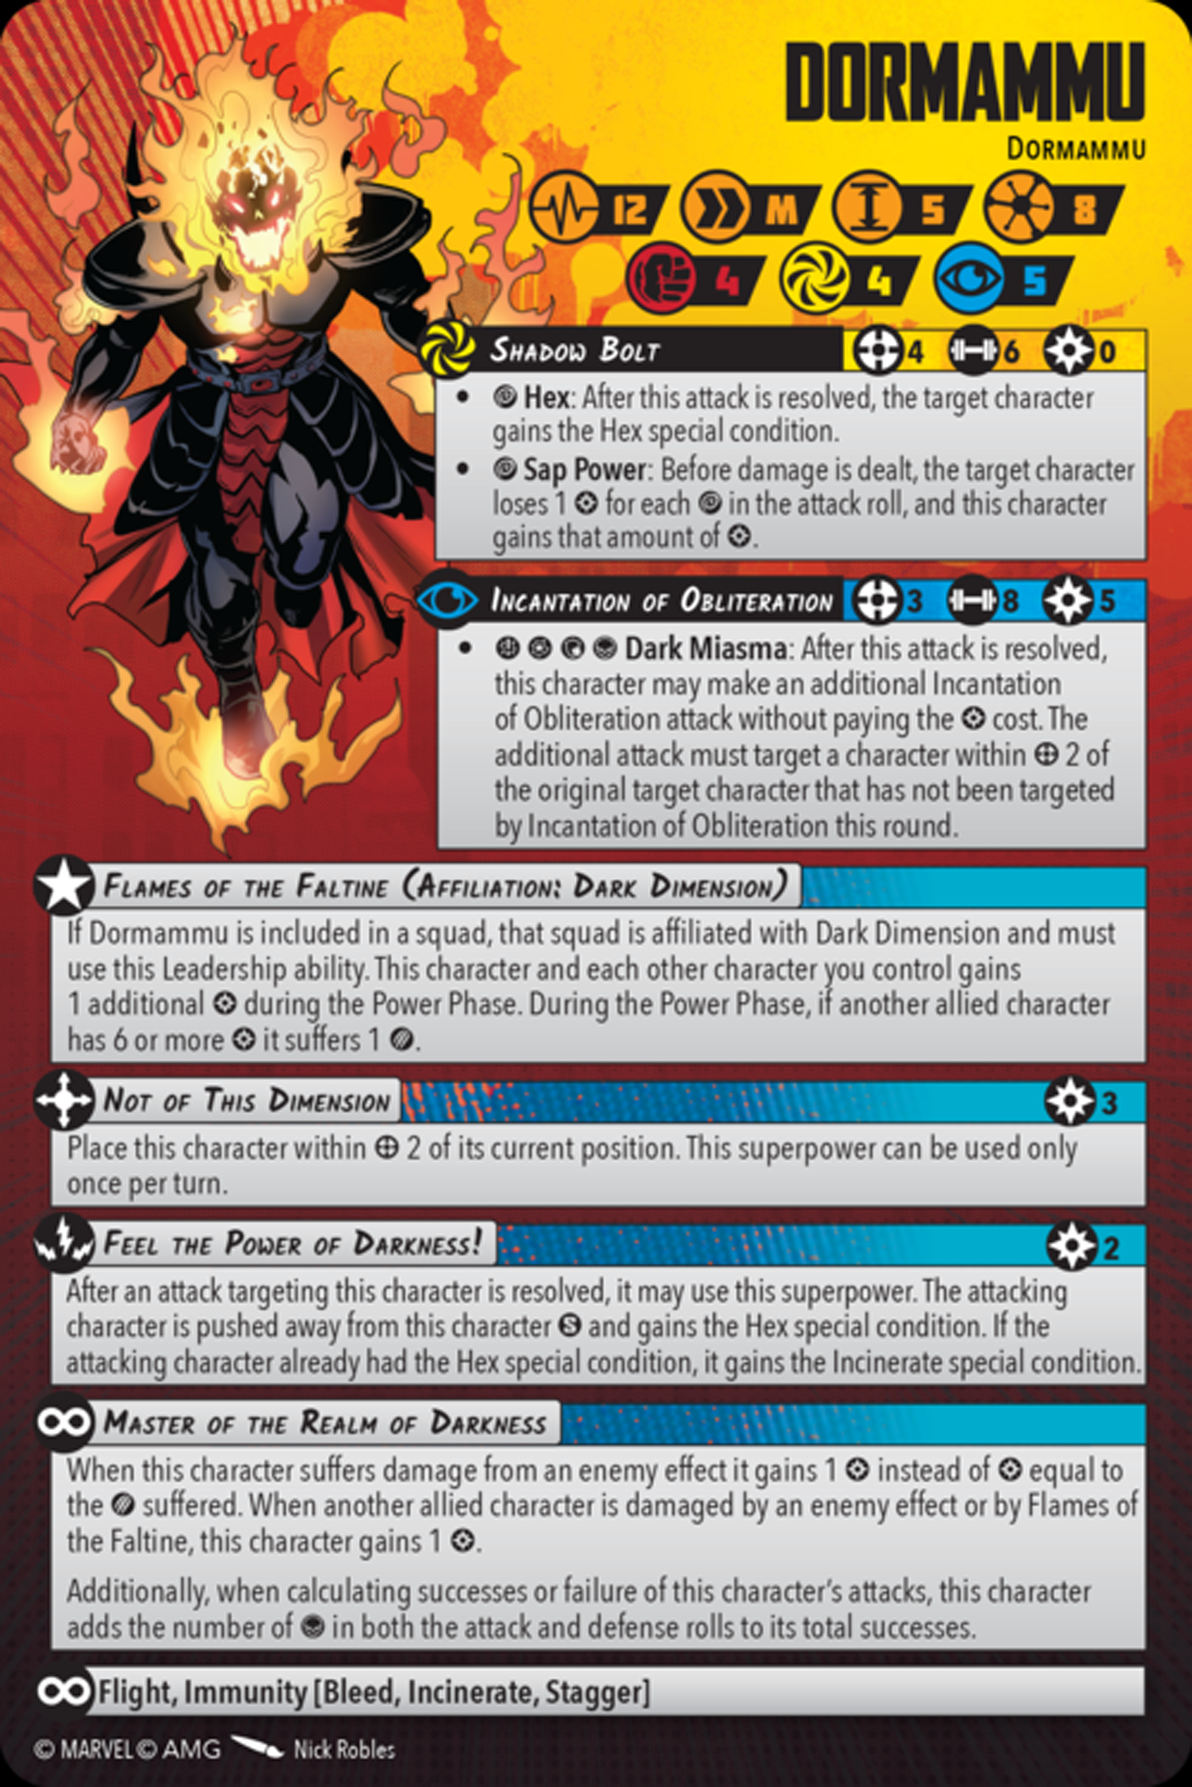 DORMAMMU
DORMAMMU
12 M 5 8
4 4 5
SHADOW BOLT 4 6 0
• Hex: After this attack is resolved, the target character
gains the Hex special condition.
• Sap Power: Before damage is dealt, the target character
loses 1 for each in the attack roll, and this character
gains that amount of .
INCANTATION OF OBLITERATION 3 8 5
• Dark Miasma: After this attack is resolved,
this character may make an additional Incantation
of Obliteration attack without paying the cost. The
additional attack must target a character within 2 of
the original target character that has not been targeted
by Incantation of Obliteration this round.
FLAMES OF THE FALTINE (AFFILIATION: DARK DIMENSION)
If Dormammu is included in a squad, that squad is affiliated with Dark Dimension and must
use this Leadership ability. This character and each other character you control gains
1 additional during the Power Phase. During the Power Phase, if another allied character
has 6 or more it suffers 1 .
NOT OF THIS DIMENSION 3
Place this character within 2 of its current position. This superpower can be used only
once per turn.
FEEL THE POWER OF DARKNESS! 2
After an attack targeting this character is resolved, it may use this superpower. The attacking
character is pushed away from this character S and gains the Hex special condition. If the
attacking character already had the Hex special condition, it gains the Incinerate special condition.
MASTER OF THE REALM OF DARKNESS
When this character suffers damage from an enemy effect it gains 1 instead of equal to
the suffered. When another allied character is damaged by an enemy effect or by Flames of
the Faltine, this character gains 1 .
Additionally, when calculating successes or failure of this character's attacks, this character
adds the number of in both the attack and defense rolls to its total successes.
Flight, Immunity [Bleed, Incinerate, Stagger]
© MARVEL © AMG Nick Robles